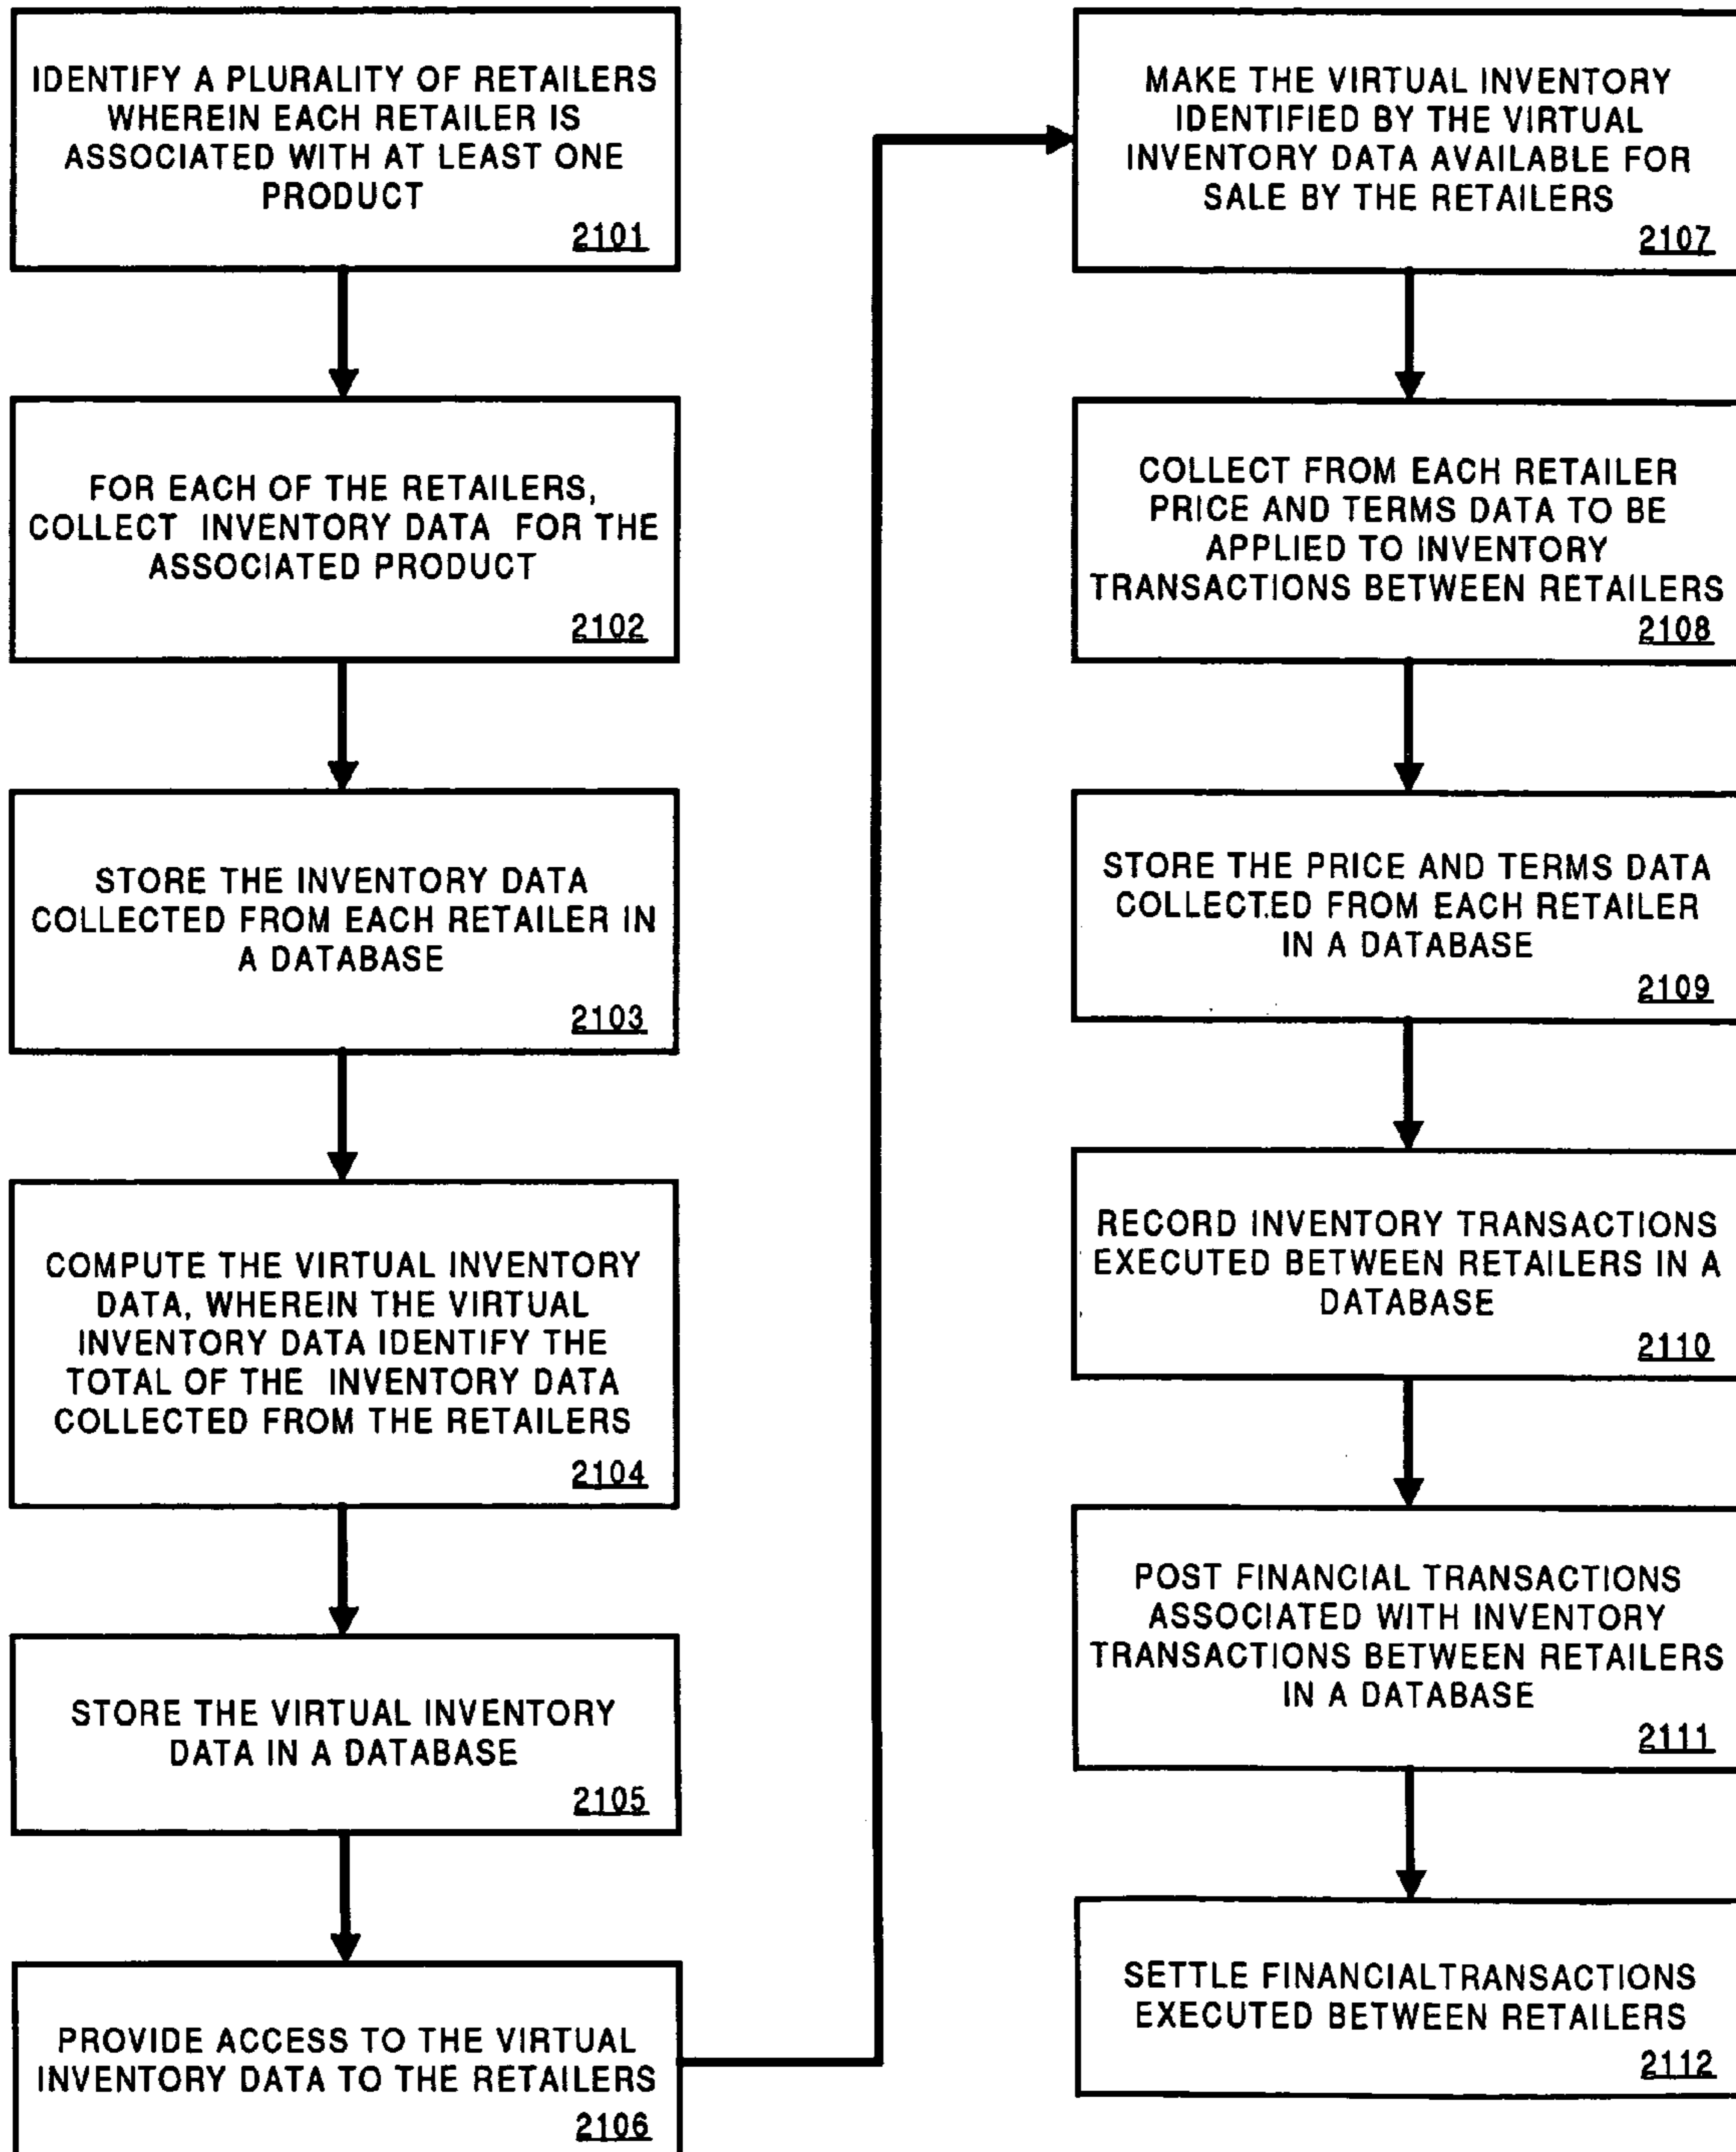 IDENTIFY A PLURALITY OF RETAILERS
WHEREIN EACH RETAILER IS
ASSOCIATED WITH AT LEAST ONE
PRODUCT
2101
FOR EACH OF THE RETAILERS,
COLLECT INVENTORY DATA FOR THE
ASSOCIATED PRODUCT
2102
STORE THE INVENTORY DATA
COLLECTED FROM EACH RETAILER IN
A DATABASE
2103
COMPUTE THE VIRTUAL INVENTORY
DATA, WHEREIN THE VIRTUAL
INVENTORY DATA IDENTIFY THE
TOTAL OF THE INVENTORY DATA
COLLECTED FROM THE RETAILERS
2104
STORE THE VIRTUAL INVENTORY
DATA IN A DATABASE
2105
PROVIDE ACCESS TO THE VIRTUAL
INVENTORY DATA TO THE RETAILERS
2106
MAKE THE VIRTUAL INVENTORY
IDENTIFIED BY THE VIRTUAL
INVENTORY DATA AVAILABLE FOR
SALE BY THE RETAILERS
2107
COLLECT FROM EACH RETAILER
PRICE AND TERMS DATA TO BE
APPLIED TO INVENTORY
TRANSACTIONS BETWEEN RETAILERS
2108
STORE THE PRICE AND TERMS DATA
COLLECTED FROM EACH RETAILER
IN A DATABASE
2109
RECORD INVENTORY TRANSACTIONS
EXECUTED BETWEEN RETAILERS IN A
DATABASE
2110
POST FINANCIAL TRANSACTIONS
ASSOCIATED WITH INVENTORY
TRANSACTIONS BETWEEN RETAILERS
IN A DATABASE
2111
SETTLE FINANCIALTRANSACTIONS
EXECUTED BETWEEN RETAILERS
2112